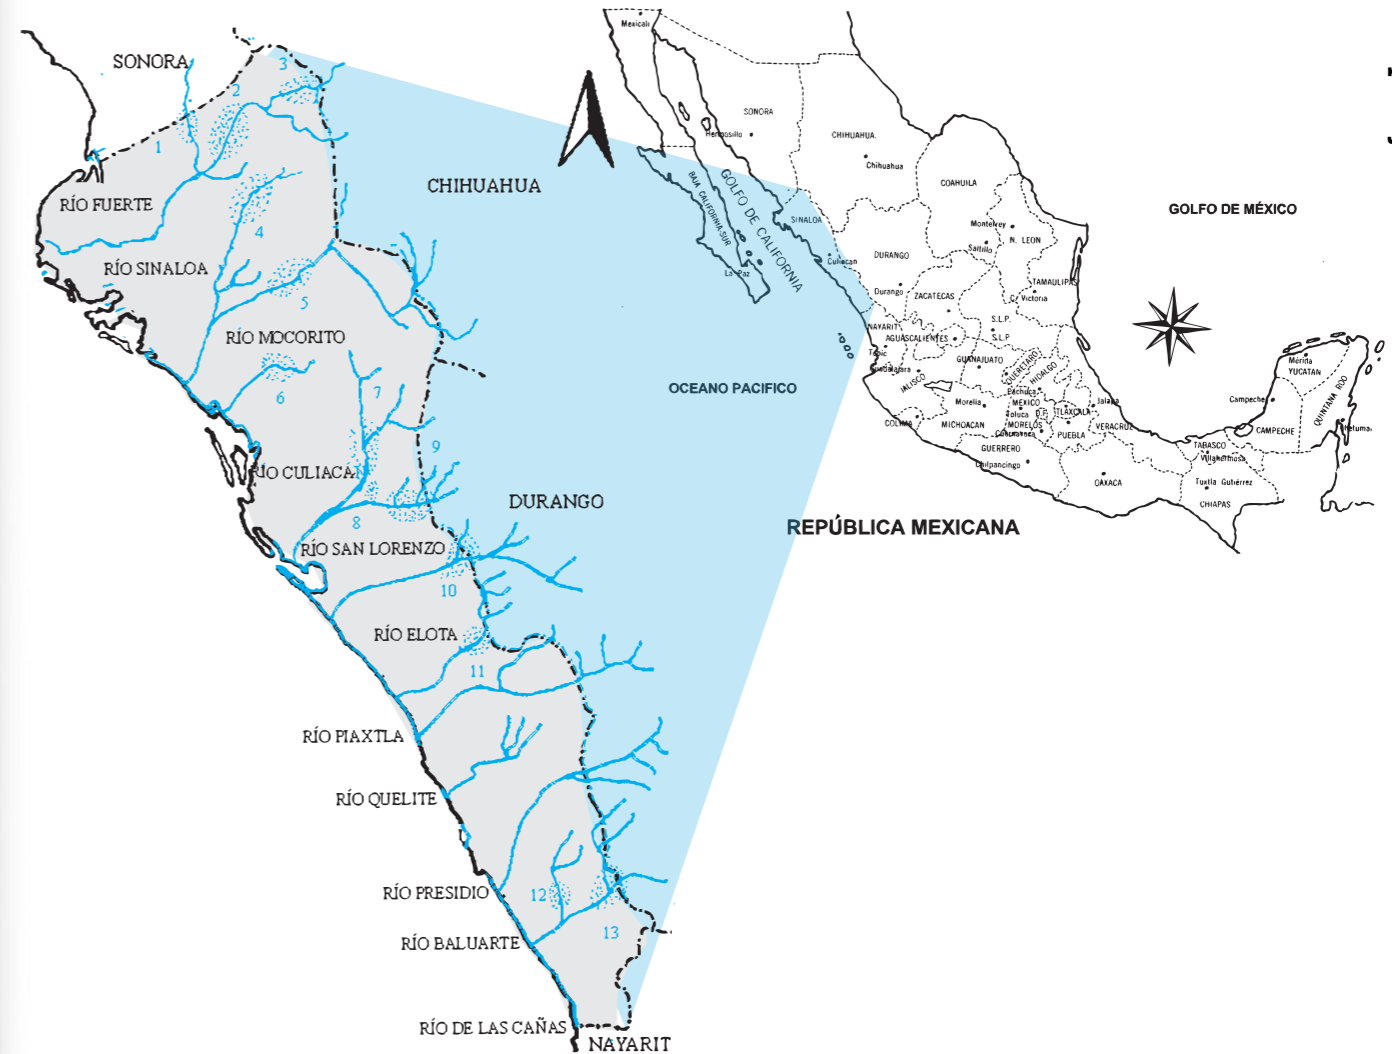 SONORA
3
2
1
RÍO FUERTE
CHIHUAHUA
4
RÍO SINALOA
5
RÍO MOCORITO
6
7
9
RÍO CULIACÁ
DURANGO
8
RÍO SAN LORENZO
10
RÍO ELOTA
11
RÍO PIAXTLA
RÍO QUELITE
RÍO PRESIDIO
12
RÍO BALUARTE
13
RÍO DE LAS CAÑAS
NAYARIT
Mexicali
SONORA
Hermosillo
CHIHUAHUA.
Chihuahua
COAHUILA
GOLFO DE MÉXICO
BAJA CALIFORNIA-SUR
GOLFO DE CALIFORNIA
SINALOA
Monterrey
N. LEON
Saltillo
La Paz
Culiacan
DURANGO
TAMAULIPAS
Durango
ZACATECAS
C. Victoria
S.L.P.
NAYARIT
AGUASCALIENTES
S.L.P.
Tepic
GUANAJUATO
QUERETARO
HIDALGO
Guadalajara
JALISCO
OCEANO PACIFICO
Pachuca
Morelia
MEXICO
Toluca
D.F.
TLAXCALA
Jalapa
COLIMA
MICHOACAN
MORELOS
Cuernavaca
PUEBLA
VERACRUZ
GUERRERO
Chilpancingo
OAXACA
Mérida
YUCATAN
QUINTANA ROO
Campeche
CAMPECHE
Chetumal
TABASCO
Villahermosa
Tuxtla Gutiérrez
CHIAPAS
REPÚBLICA MEXICANA